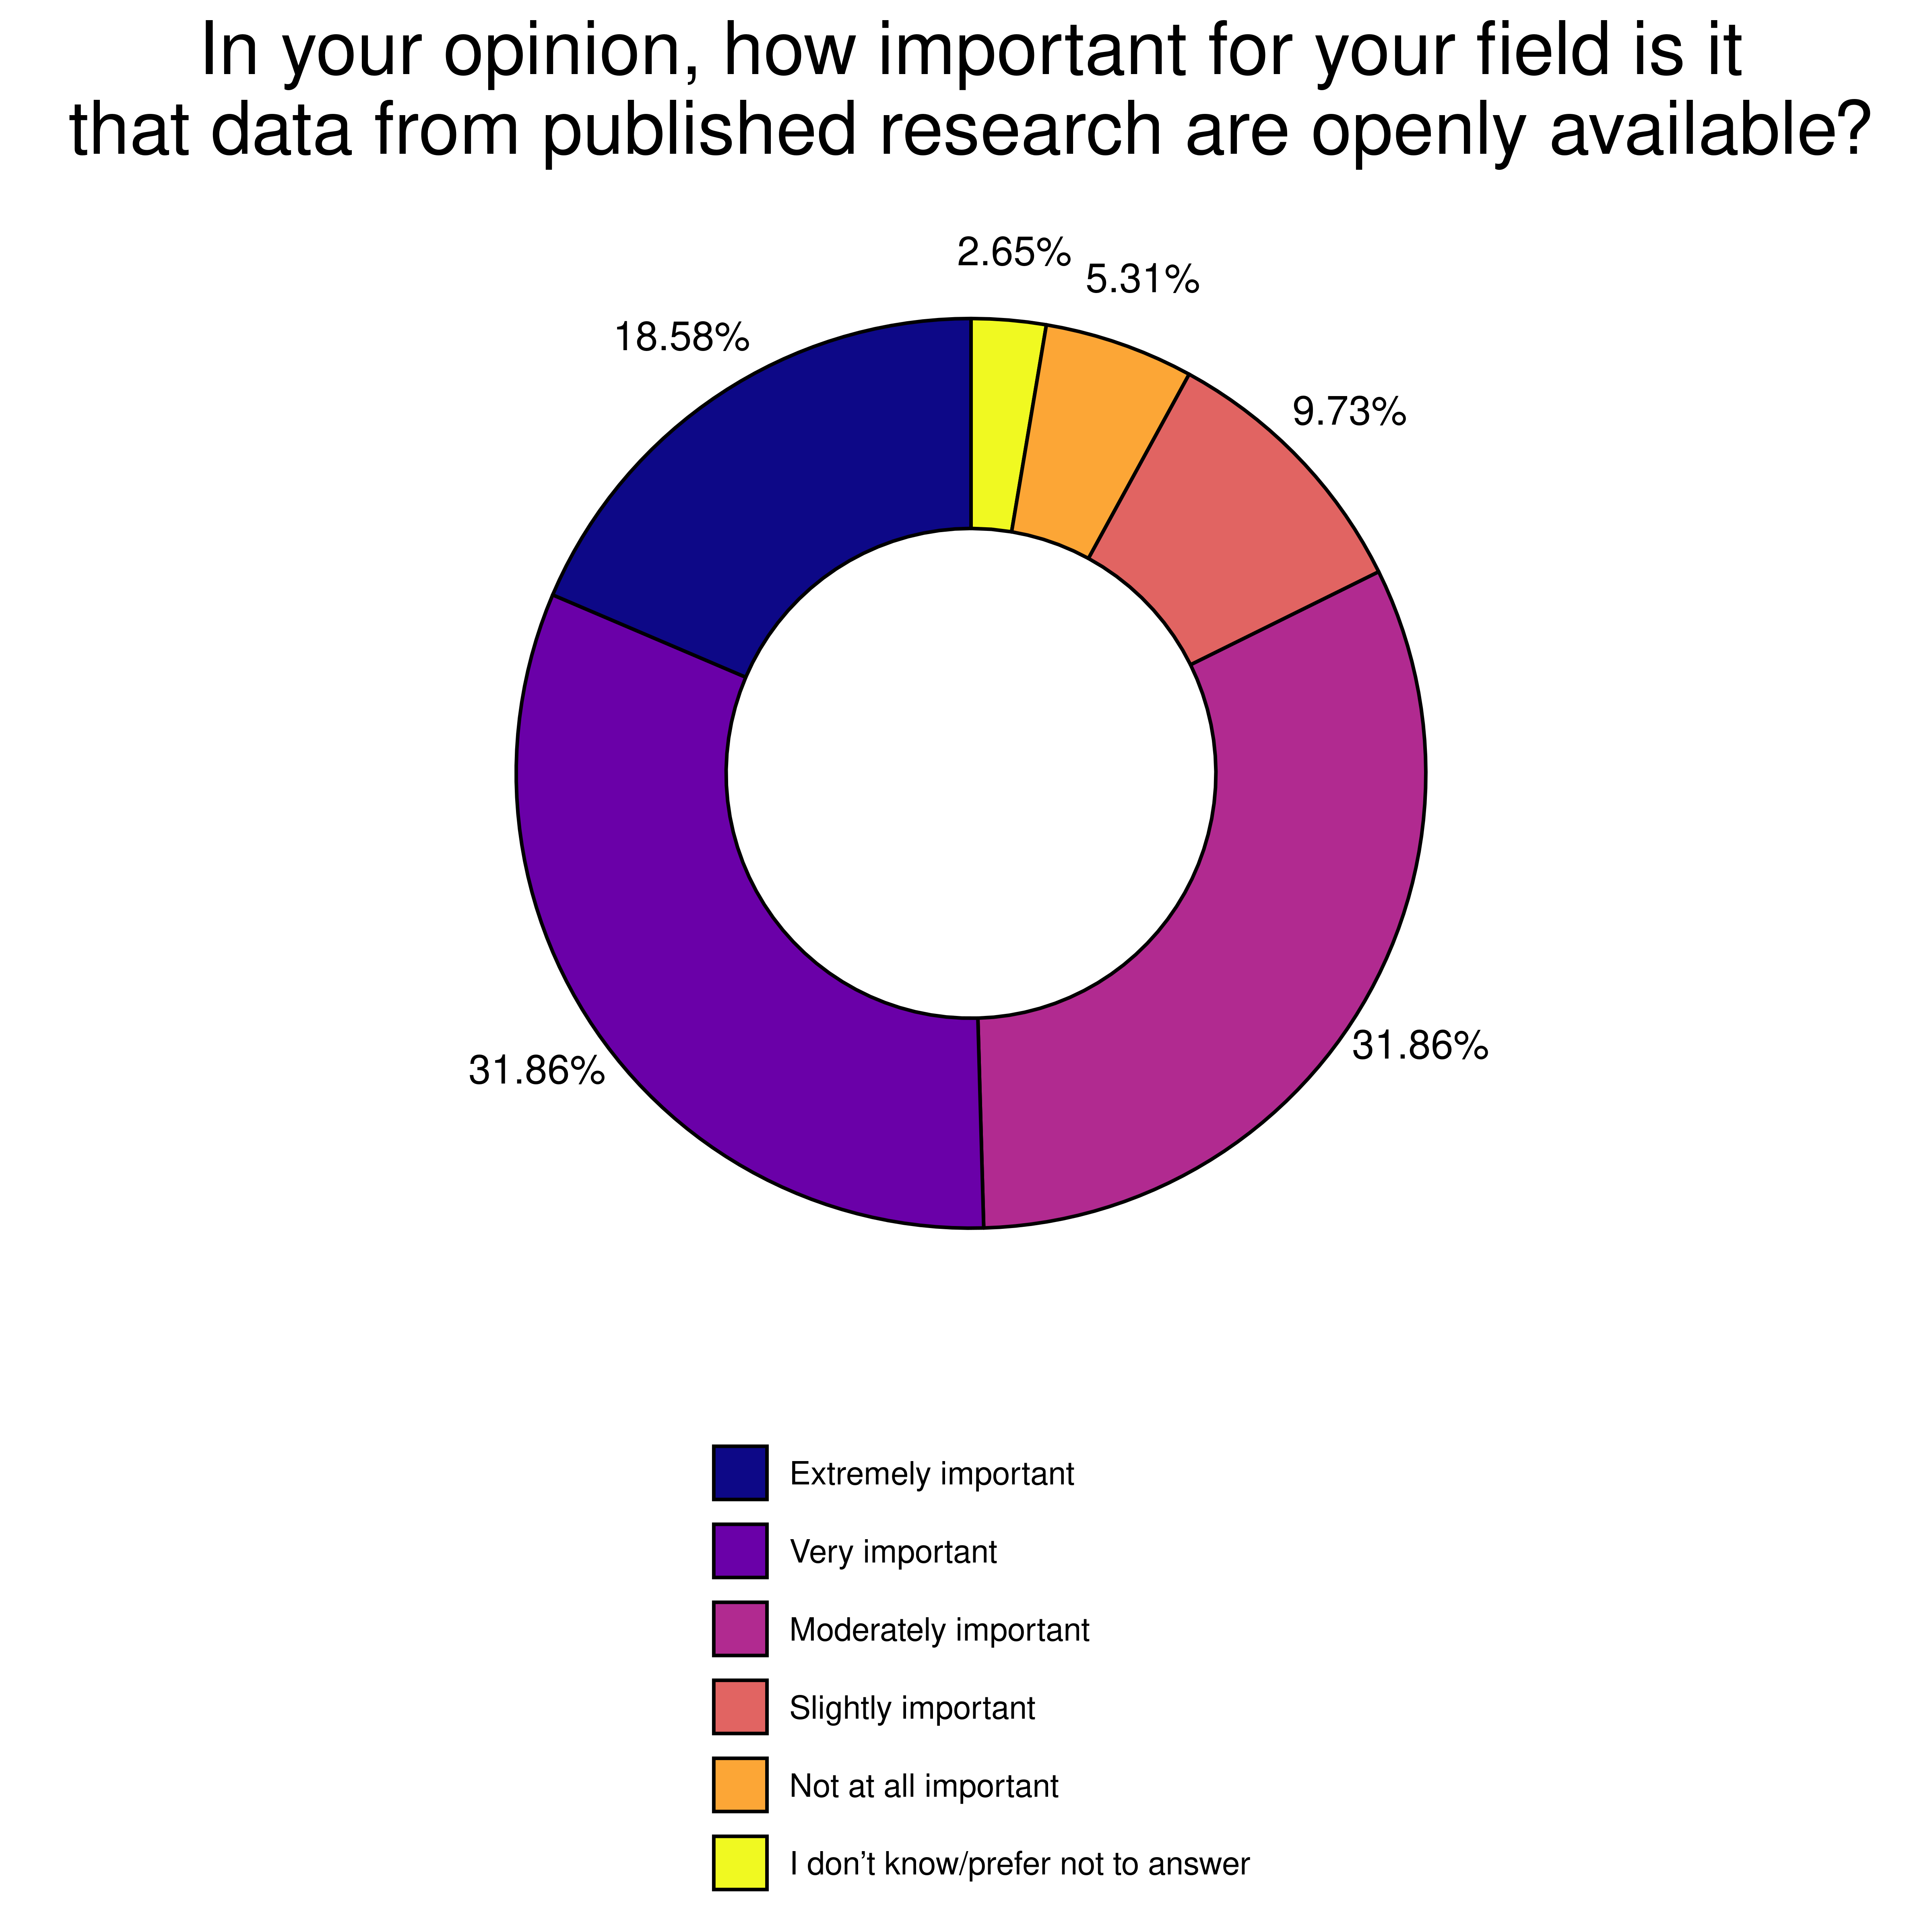 In your opinion, how important for your field is it
that data from published research are openly available?
2.65%
5.31%
18.58%
9.73%
31.86%
31.86%
Extremely important
Very important
Moderately important
Slightly important
Not at all important
I don’t know/prefer not to answer